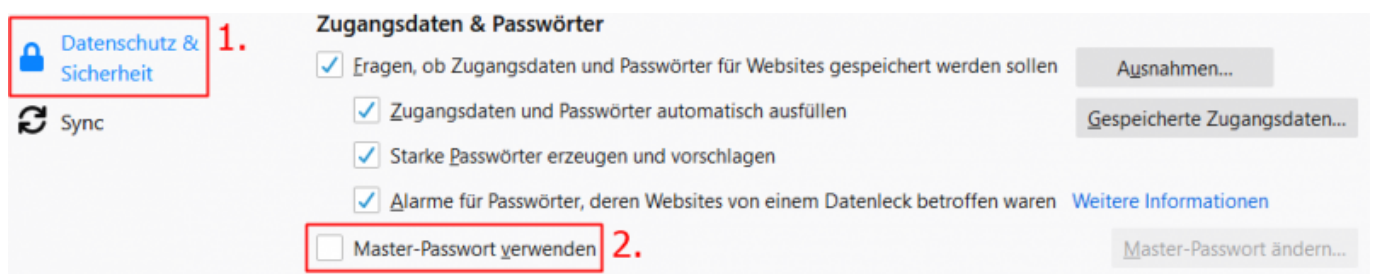 Datenschutz &
Sicherheit
1.
Sync
Zugangsdaten & Passwörter
Fragen, ob Zugangsdaten und Passwörter für Websites gespeichert werden sollen
Ausnahmen...
Zugangsdaten und Passwörter automatisch ausfüllen
Gespeicherte Zugangsdaten...
Starke Passwörter erzeugen und vorschlagen
Alarme für Passwörter, deren Websites von einem Datenleck betroffen waren Weitere Informationen
Master-Passwort verwenden
2.
Master-Passwort ändern...